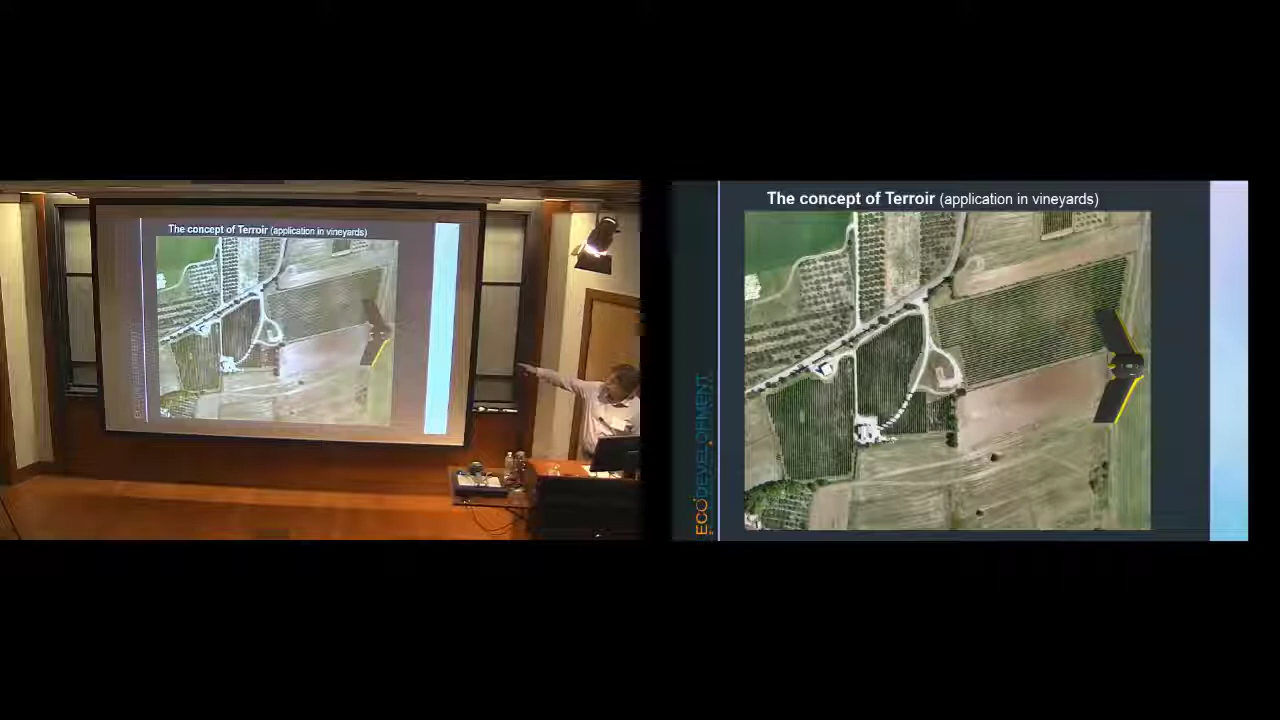 The concept of Terroir (application in vineyards)
The concept of Terroir (application in vineyards)
ECODEVELOPMENT